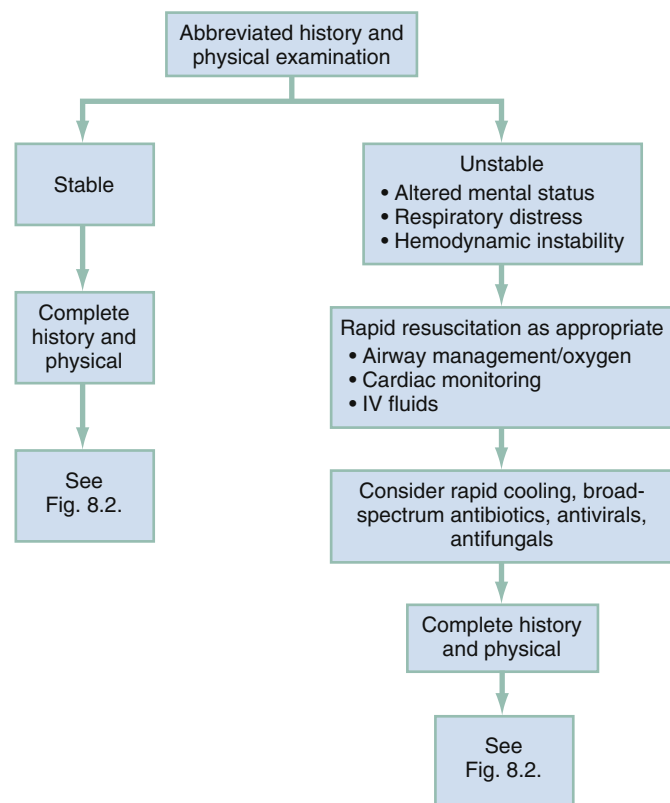 Abbreviated history and
physical examination
Stable
Complete
history and
physical
See
Fig. 8.2.
Unstable
• Altered mental status
• Respiratory distress
• Hemodynamic instability
Rapid resuscitation as appropriate
• Airway management/oxygen
• Cardiac monitoring
• IV fluids
Consider rapid cooling, broad-
spectrum antibiotics, antivirals,
antifungals
Complete history
and physical
See
Fig. 8.2.